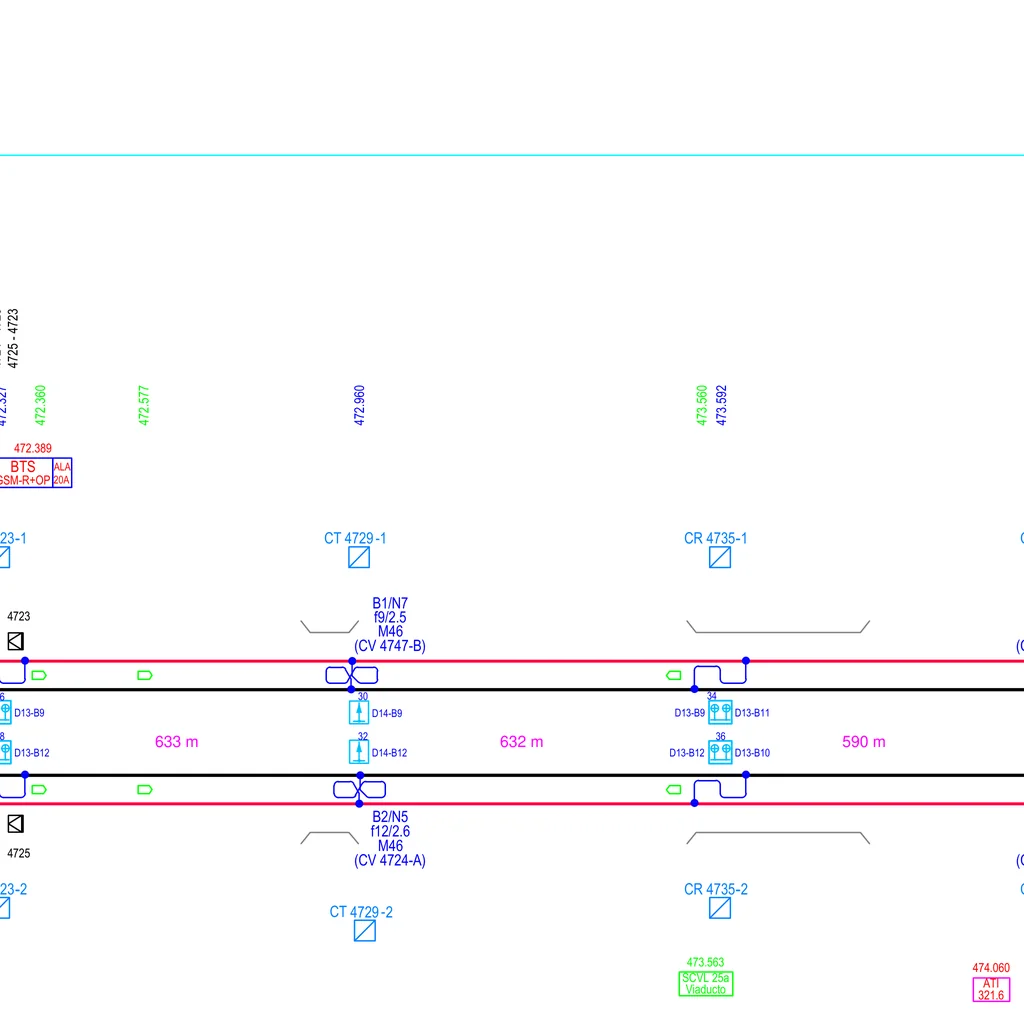 4725 - 4723
472.327
472.360
472.577
472.960
473.560
473.592
472.389
BTS
GSM-R+OP
ALA
20A
23-1
CT 4729-1
CR 4735-1
4723
B1/N7
f9/2.5
M46
(CV 4747-B)
6
D13-B9
30
D14-B9
D13-B9
34
D13-B11
8
D13-B12
633 m
32
D14-B12
632 m
D13-B12
36
D13-B10
590 m
B2/N5
f12/2.6
M46
(CV 4724-A)
4725
23-2
CT 4729-2
CR 4735-2
473.563
SCVL 25a
Viaducto
474.060
ATI
321.6